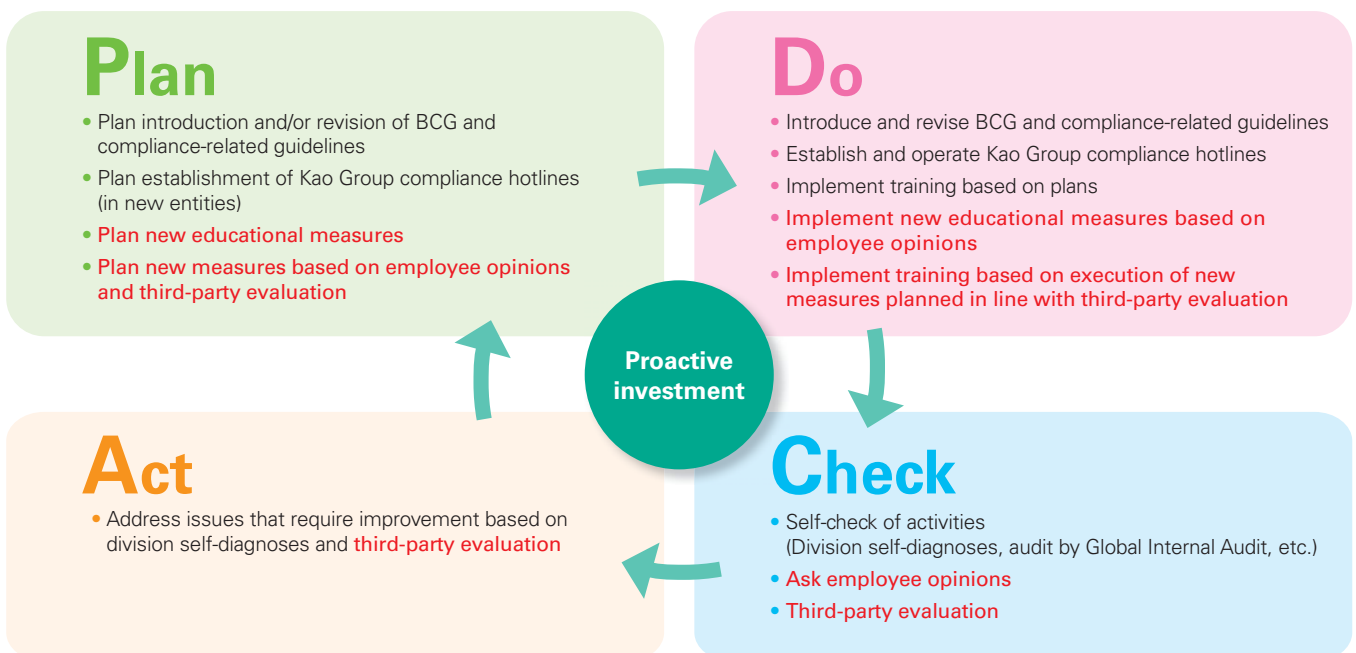 Plan
• Plan introduction and/or revision of BCG and
compliance-related guidelines
• Plan establishment of Kao Group compliance hotlines
(in new entities)
• Plan new educational measures
• Plan new measures based on employee opinions
and third-party evaluation
Do
• Introduce and revise BCG and compliance-related guidelines
• Establish and operate Kao Group compliance hotlines
• Implement training based on plans
• Implement new educational measures based on
employee opinions
• Implement training based on execution of new
measures planned in line with third-party evaluation
Proactive
investment
Act
• Address issues that require improvement based on
division self-diagnoses and third-party evaluation
Check
• Self-check of activities
(Division self-diagnoses, audit by Global Internal Audit, etc.)
• Ask employee opinions
• Third-party evaluation